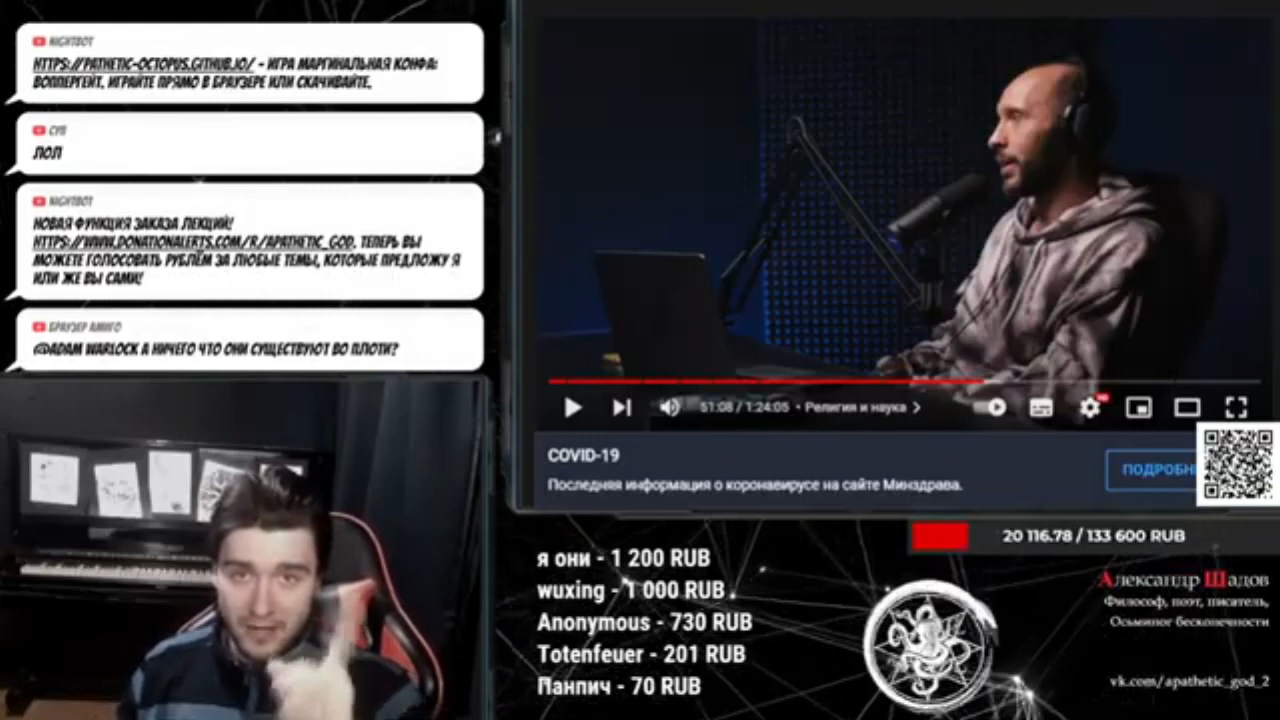 NIGHTBOT
HTTPS://PATHETIC-OCTOPUS.GITHUB.IO/ - ИГРА МАРГИНАЛЬНАЯ КОНФА:
ВОППЕРГЕЙТ. ИГРАЙТЕ ПРЯМО В БРАУЗЕРЕ ИЛИ СКАЧИВАЙТЕ.
СУП
ЛОЛ
NIGHTBOT
НОВАЯ ФУНКЦИЯ ЗАКАЗА ЛЕКЦИЙ!
HTTPS://WWW.DONATIONALERTS.COM/R/APATHETIC_GOD. ТЕПЕРЬ ВЫ
МОЖЕТЕ ГОЛОСОВАТЬ РУБЛЁМ ЗА ЛЮБЫЕ ТЕМЫ, КОТОРЫЕ ПРЕДЛОЖУ Я
ИЛИ ЖЕ ВЫ САМИ!
БРАУЗЕР АМИГО
@ADAM WARLOCK А НИЧЕГО ЧТО ОНИ СУЩЕСТВУЮТ ВО ПЛОТИ?
51:08 / 1:24:05 • Религия и наука >
COVID-19
Последняя информация о коронавирусе на сайте Минздрава.
ПОДРОБН
20 116.78 / 133 600 RUB
я они - 1 200 RUB
wuxing - 1 000 RUB
Anonymous - 730 RUB
Totenfeuer - 201 RUB
Панпич - 70 RUB
Александр Шадов
Философ, поэт, писатель,
Осьминог бесконечности
vk.com/apathetic_god_2